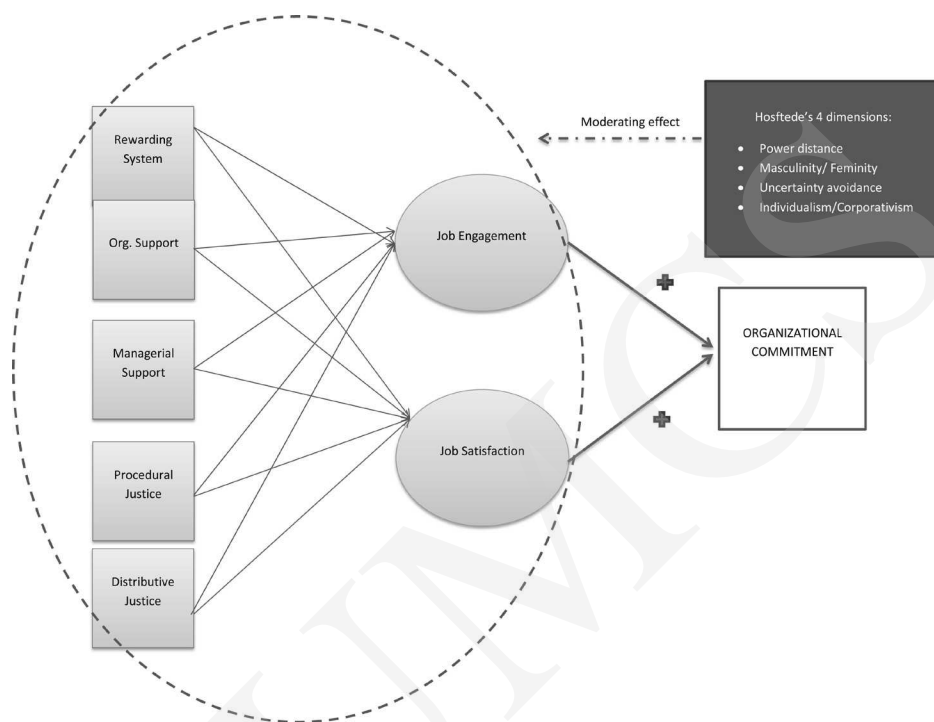 Rewarding
System
Org. Support
Managerial
Support
Procedural
Justice
Distributive
Justice
Job Engagement
Job Satisfaction
Moderating effect
Hosftede's 4 dimensions:
• Power distance
• Masculinity/ Feminity
• Uncertainty avoidance
• Individualism/Corporativism
ORGANIZATIONAL
COMMITMENT
UMCS